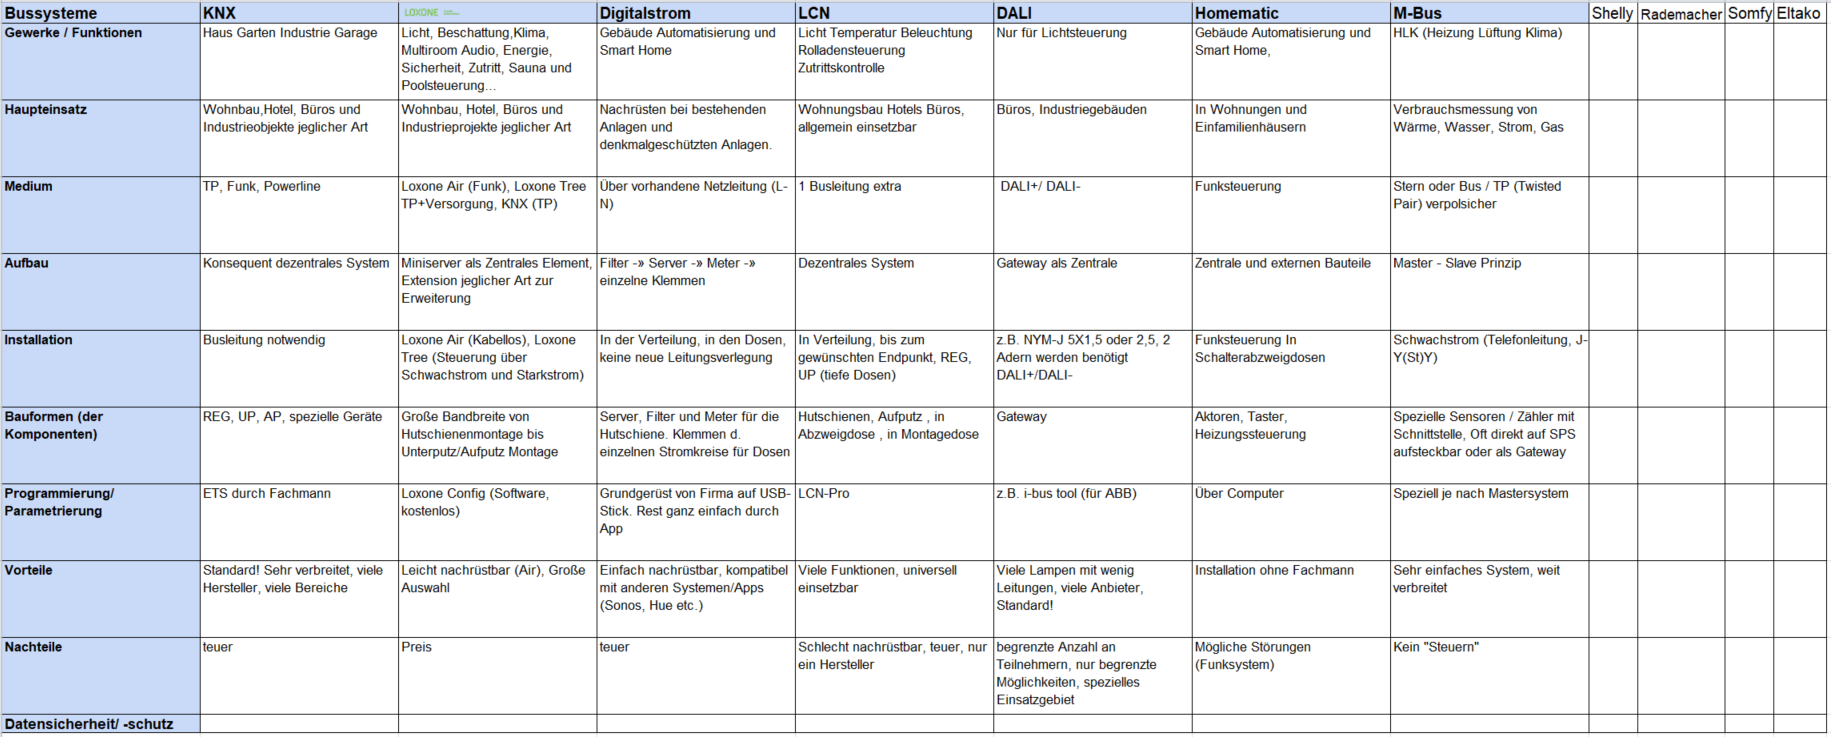 Bussysteme KNX LOXONE Digitalstrom LCN DALI Homematic M-Bus Shelly Rademacher Somfy Eltako
Gewerke / Funktionen
Haus Garten Industrie Garage
Licht, Beschattung,Klima,
Multiroom Audio, Energie,
Sicherheit, Zutritt, Sauna und
Poolsteuerung...
Gebäude Automatisierung und
Smart Home
Licht Temperatur Beleuchtung
Rolladensteuerung
Zutrittskontrolle
Nur für Lichtsteuerung
Gebäude Automatisierung und
Smart Home,
HLK (Heizung Lüftung Klima)
Haupteinsatz
Wohnbau,Hotel, Büros und
Industrieobjekte jeglicher Art
Wohnbau, Hotel, Büros und
Industrieprojekte jeglicher Art
Nachrüsten bei bestehenden
Anlagen und
denkmalgeschützten Anlagen.
Wohnungsbau Hotels Büros,
allgemein einsetzbar
Büros, Industriegebäuden
In Wohnungen und
Einfamilienhäusern
Verbrauchsmessung von
Wärme, Wasser, Strom, Gas
Medium
TP, Funk, Powerline
Loxone Air (Funk), Loxone Tree
TP+Versorgung, KNX (TP)
Über vorhandene Netzleitung (L-
N)
1 Busleitung extra
DALI+/ DALI-
Funksteuerung
Stern oder Bus / TP (Twisted
Pair) verpolsicher
Aufbau
Konsequent dezentrales System
Miniserver als Zentrales Element,
Extension jeglicher Art zur
Erweiterung
Filter -» Server -» Meter -»
einzelne Klemmen
Dezentrales System
Gateway als Zentrale
Zentrale und externen Bauteile
Master - Slave Prinzip
Installation
Busleitung notwendig
Loxone Air (Kabellos), Loxone
Tree (Steuerung über
Schwachstrom und Starkstrom)
In der Verteilung, in den Dosen,
keine neue Leitungsverlegung
In Verteilung, bis zum
gewünschten Endpunkt, REG,
UP (tiefe Dosen)
z.B. NYM-J 5X1,5 oder 2,5, 2
Adern werden benötigt
DALI+/DALI-
Funksteuerung In
Schalterabzweigdosen
Schwachstrom (Telefonleitung, J-
Y(St)Y)
Bauformen (der
Komponenten)
REG, UP, AP, spezielle Geräte
Große Bandbreite von
Hutschienenmontage bis
Unterputz/Aufputz Montage
Server, Filter und Meter für die
Hutschiene. Klemmen d.
einzelnen Stromkreise für Dosen
Hutschienen, Aufputz , in
Abzweigdose , in Montagedose
Gateway
Aktoren, Taster,
Heizungssteuerung
Spezielle Sensoren / Zähler mit
Schnittstelle, Oft direkt auf SPS
aufsteckbar oder als Gateway
Programmierung/
Parametrierung
ETS durch Fachmann
Loxone Config (Software,
kostenlos)
Grundgerüst von Firma auf USB-
Stick. Rest ganz einfach durch
App
LCN-Pro
z.B. i-bus tool (für ABB)
Über Computer
Speziell je nach Mastersystem
Vorteile
Standard! Sehr verbreitet, viele
Hersteller, viele Bereiche
Leicht nachrüstbar (Air), Große
Auswahl
Einfach nachrüstbar, kompatibel
mit anderen Systemen/Apps
(Sonos, Hue etc.)
Viele Funktionen, universell
einsetzbar
Viele Lampen mit wenig
Leitungen, viele Anbieter,
Standard!
Installation ohne Fachmann
Sehr einfaches System, weit
verbreitet
Nachteile
teuer
Preis
teuer
Schlecht nachrüstbar, teuer, nur
ein Hersteller
begrenzte Anzahl an
Teilnehmern, nur begrenzte
Möglichkeiten, spezielles
Einsatzgebiet
Mögliche Störungen
(Funksystem)
Kein "Steuern"
Datensicherheit/ -schutz